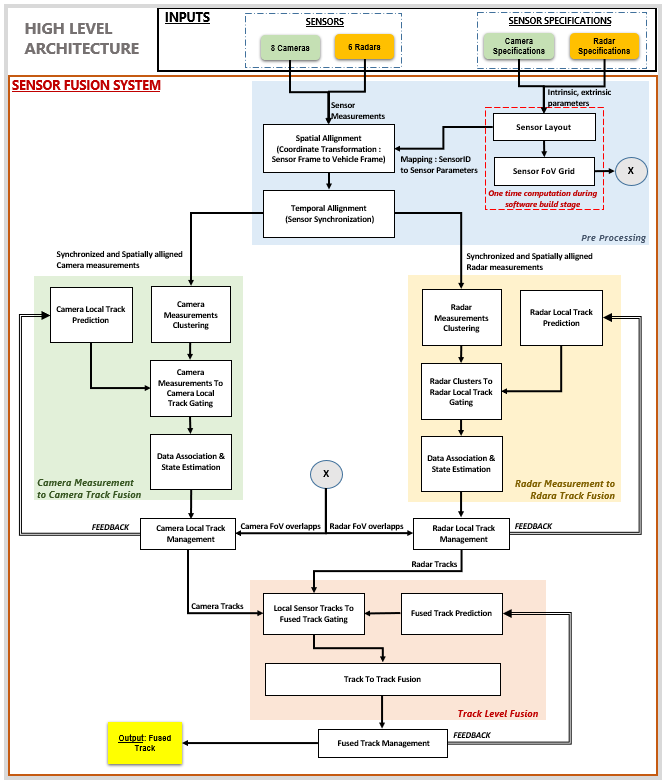 HIGH LEVEL
ARCHITECTURE
INPUTS
SENSORS
8 Cameras
6 Radars
SENSOR SPECIFICATIONS
Camera
Specifications
Radar
Specifications
SENSOR FUSION SYSTEM
Sensor
Measurements
Intrinsic, extrinsic
parameters
Spatial Allignment
(Coordinate Transformation :
Sensor Frame to Vehicle Frame)
Mapping : SensorID
to Sensor Parameters
Sensor Layout
Sensor FoV Grid
X
One time computation during
software build stage
Temporal Allignment
(Sensor Synchronization)
Pre Processing
Synchronized and Spatially alligned
Camera measurements
Synchronized and Spatially alligned
Radar measurements
Camera Local Track
Prediction
Camera
Measurements
Clustering
Camera
Measurements To
Camera Local
Track Gating
Data Association &
State Estimation
Camera Measurement
to Camera Track Fusion
Radar
Measurements
Clustering
Radar Local Track
Prediction
Radar Clusters To
Radar Local Track
Gating
Data Association &
State Estimation
Radar Measurement to
Rdara Track Fusion
X
FEEDBACK
Camera Local Track
Management
Camera FoV overlapps
Radar FoV overlapps
Radar Local Track
Management
FEEDBACK
Radar Tracks
Camera Tracks
Local Sensor Tracks To
Fused Track Gating
Fused Track Prediction
Track To Track Fusion
Track Level Fusion
Output: Fused
Track
Fused Track Management
FEEDBACK